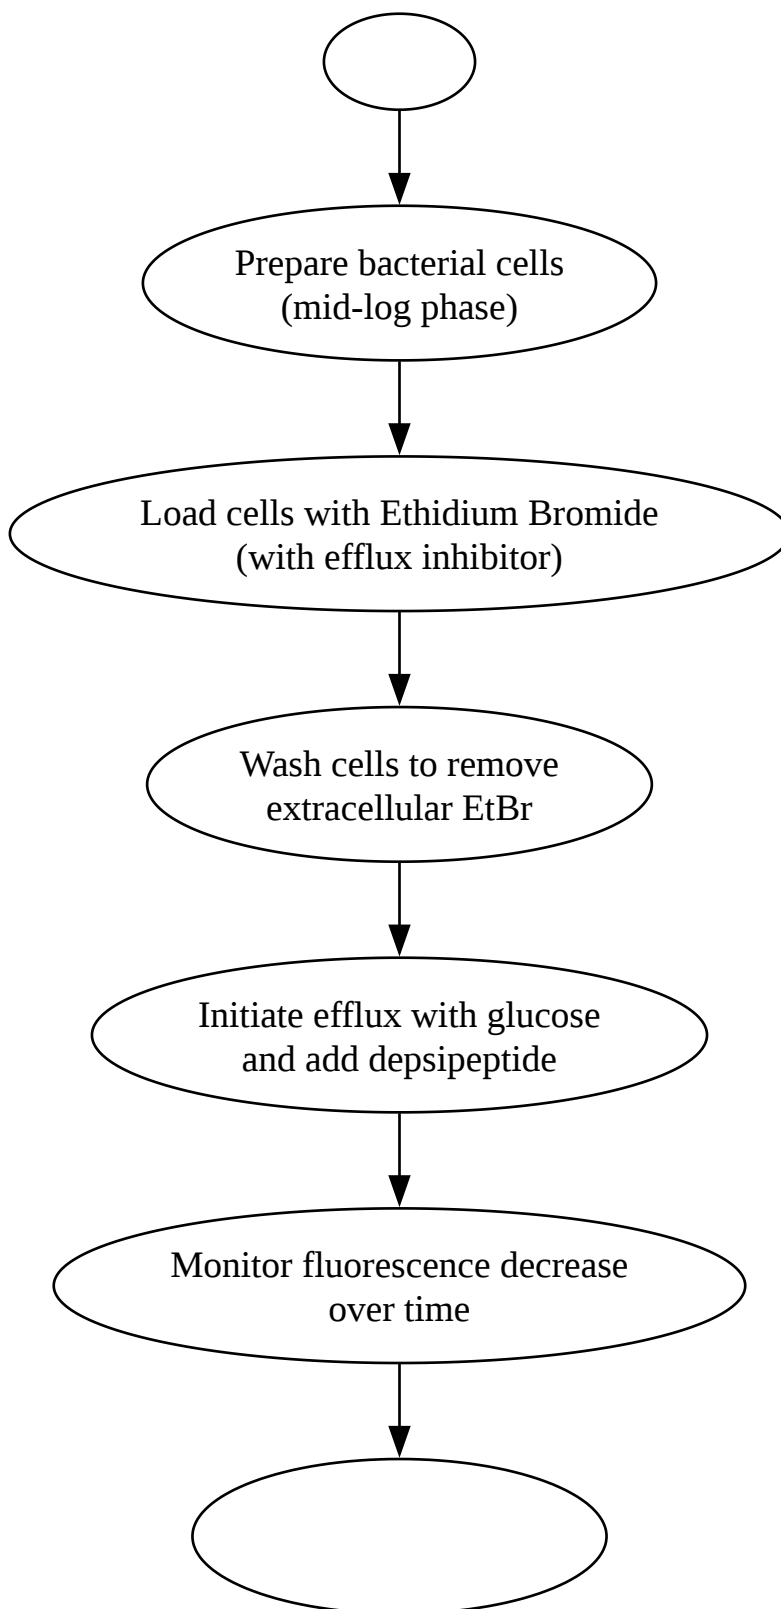 Prepare bacterial cells
(mid-log phase)
Load cells with Ethidium Bromide
(with efflux inhibitor)
Wash cells to remove
extracellular EtBr
Initiate efflux with glucose
and add depsipeptide
Monitor fluorescence decrease
over time